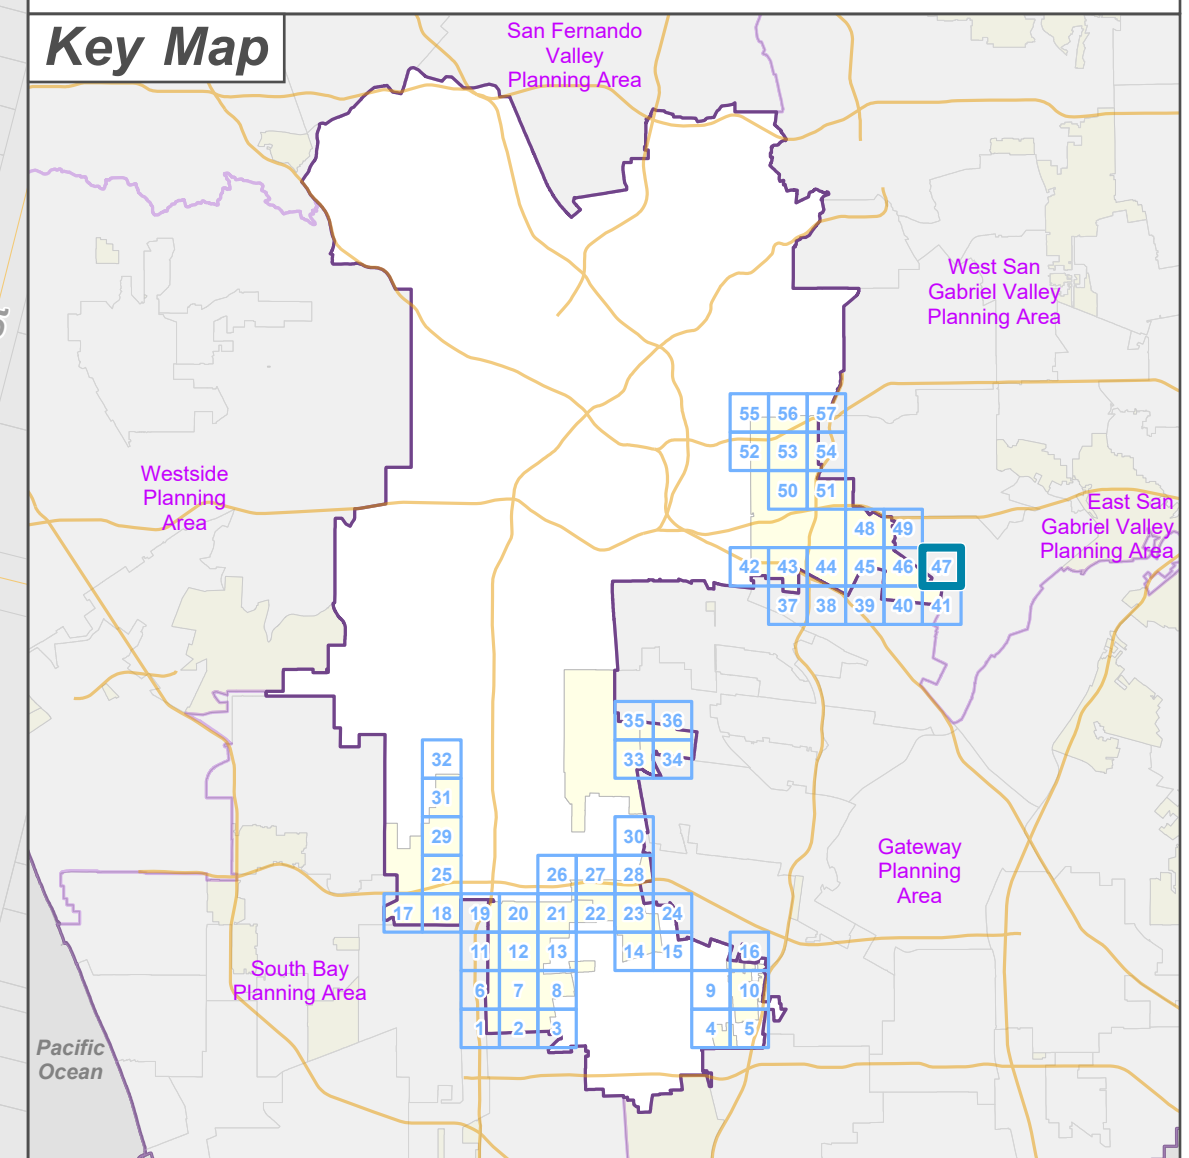 Key Map
San Fernando
Valley
Planning Area
West San
Gabriel Valley
Planning Area
Westside
Planning
Area
East San
Gabriel Valley
Planning Area
55 56 57
52 53 54
50 51
48 49
42 43 44 45 46 47
37 38 39 40 41
35 36
33 34
32
31
29
30
25 26 27 28
17 18 19 20 21 22 23 24
11 12 13 14 15 16
6 7 8 9 10
1 2 3 4 5
Gateway
Planning
Area
South Bay
Planning Area
Pacific
Ocean